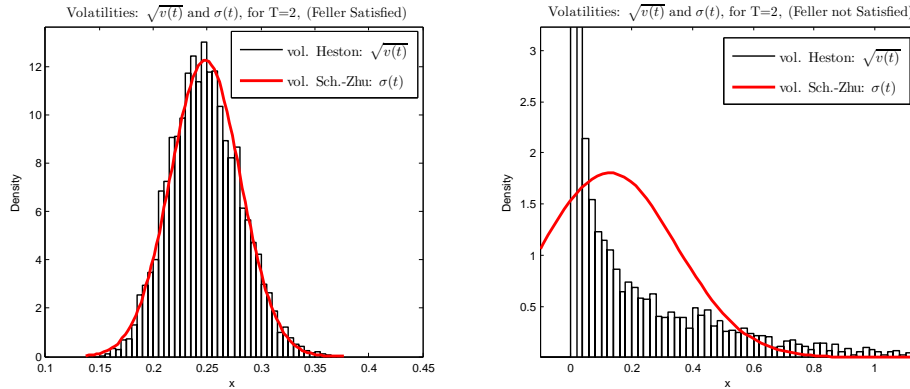 Volatilities: √v(t) and σ(t), for T=2, (Feller Satisfied)
vol. Heston: √v(t)
vol. Sch.-Zhu: σ(t)
Density
12
10
8
6
4
2
0
0.1 0.15 0.2 0.25 0.3 0.35 0.4 0.45
x
Volatilities: √v(t) and σ(t), for T=2, (Feller not Satisfied)
vol. Heston: √v(t)
vol. Sch.-Zhu: σ(t)
Density
3
2.5
2
1.5
1
0.5
0 0.2 0.4 0.6 0.8 1
x